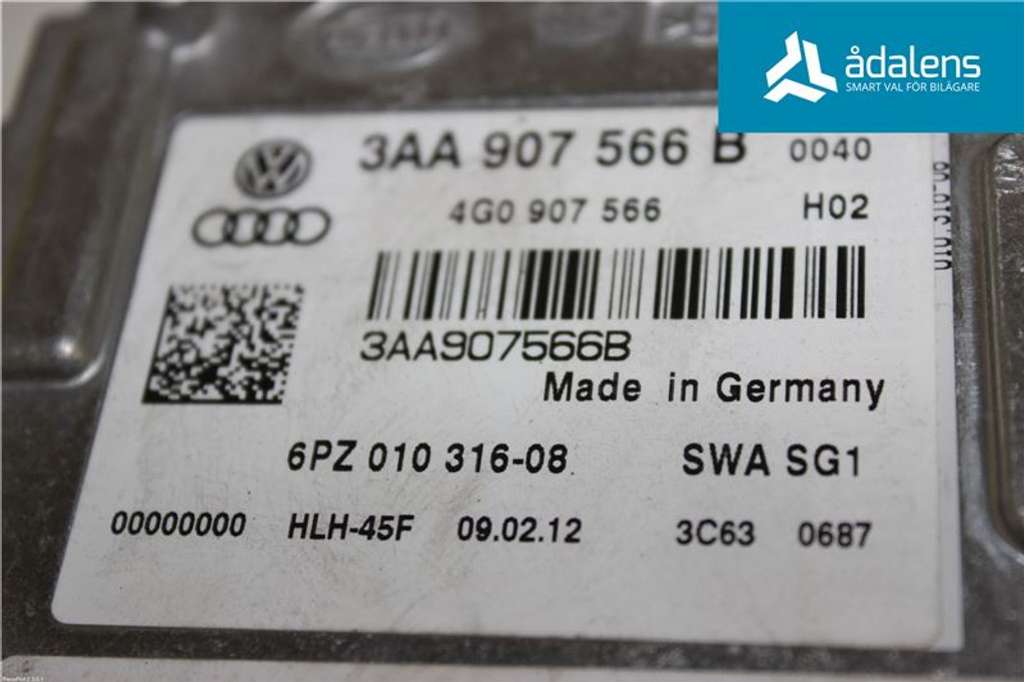 ådalens
SMART VAL FÖR BILÄGARE
3AA 907 566 B 0040
4G0 907 566 H02
3AA907566B
Made in Germany
6PZ 010 316-08 SWA SG1
00000000 HLH-45F 09.02.12 3C63 0687